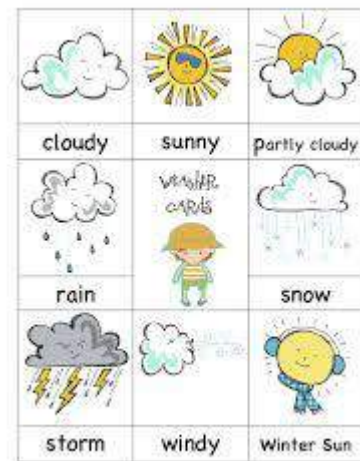 cloudy sunny partly cloudy
WEATHER
CARDS
rain snow
storm windy Winter Sun